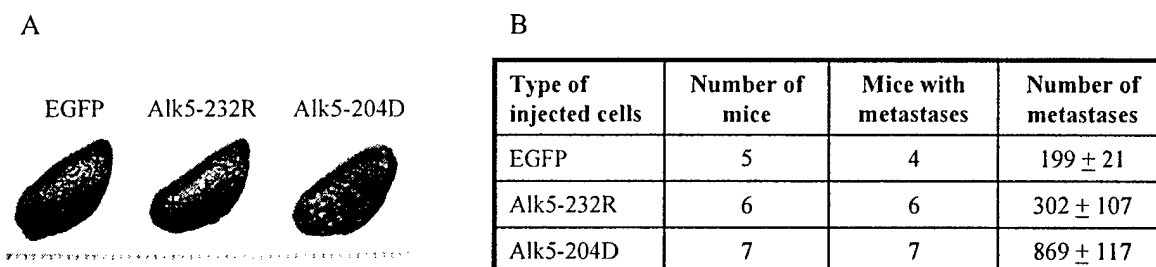 A
EGFP Alk5-232R Alk5-204D
B
Type of injected cells Number of mice Mice with metastases Number of metastases
EGFP 5 4 199 ± 21
Alk5-232R 6 6 302 ± 107
Alk5-204D 7 7 869 ± 117